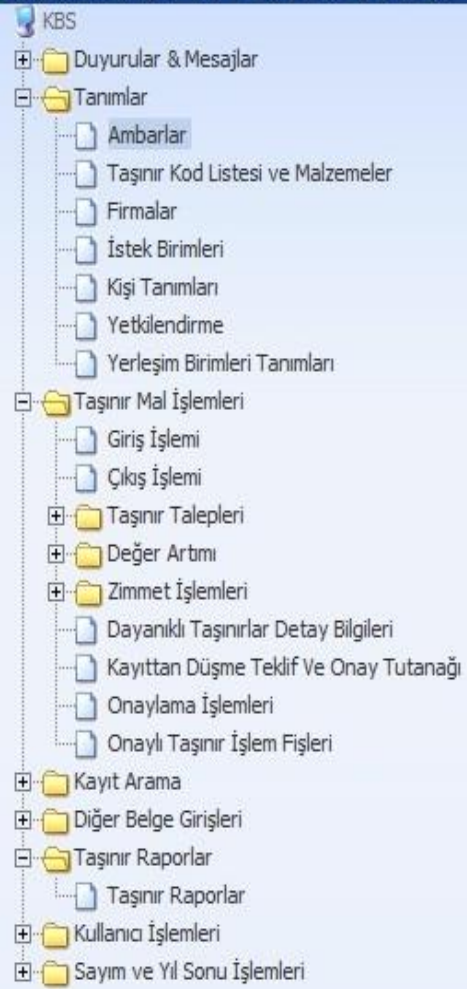 KBS
Duyurular & Mesajlar
Tanımlar
Ambarlar
Taşınır Kod Listesi ve Malzemeler
Firmalar
İstek Birimleri
Kişi Tanımları
Yetkilendirme
Yerleşim Birimleri Tanımları
Taşınır Mal İşlemleri
Giriş İşlemi
Çıkış İşlemi
Taşınır Talepleri
Değer Artımı
Zimmet İşlemleri
Dayanıklı Taşınırlar Detay Bilgileri
Kayıttan Düşme Teklif Ve Onay Tutanağı
Onaylama İşlemleri
Onaylı Taşınır İşlem Fişleri
Kayıt Arama
Diğer Belge Girişleri
Taşınır Raporlar
Taşınır Raporlar
Kullanıcı İşlemleri
Sayım ve Yıl Sonu İşlemleri